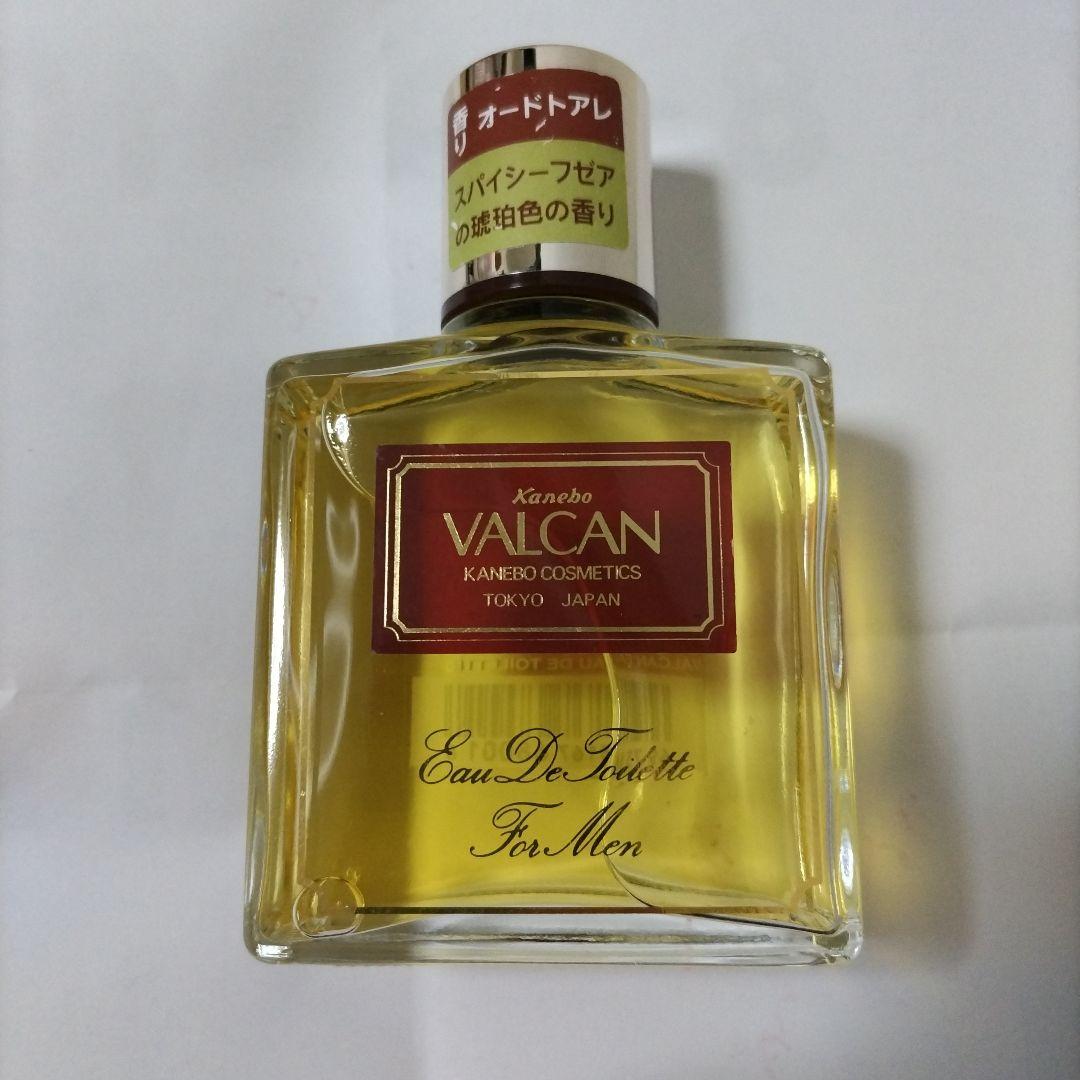 香り オードトアレ
スパイシーフゼア
の琥珀色の香り
Kanebo
VALCAN
KANEBO COSMETICS
TOKYO JAPAN
Eau De Toilette
For Men